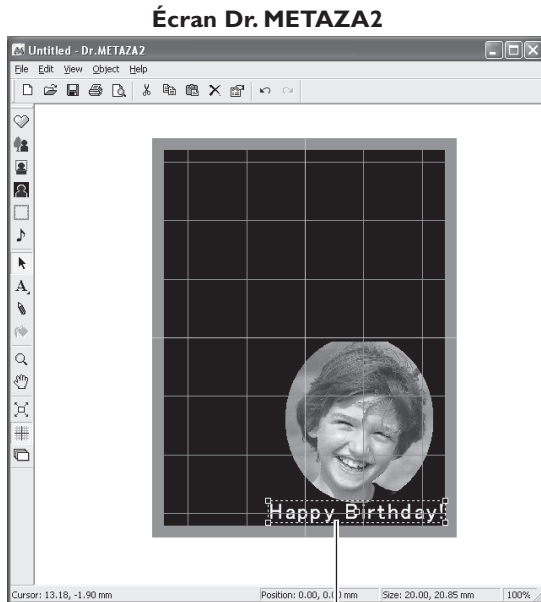 Écran Dr. METAZA2
Untitled - Dr.METAZA2
File Edit View Object Help
A
Happy Birthday!
Cursor: 13.18, -1.90 mm Position: 0.00, 0.00 mm Size: 20.00, 20.85 mm 100%